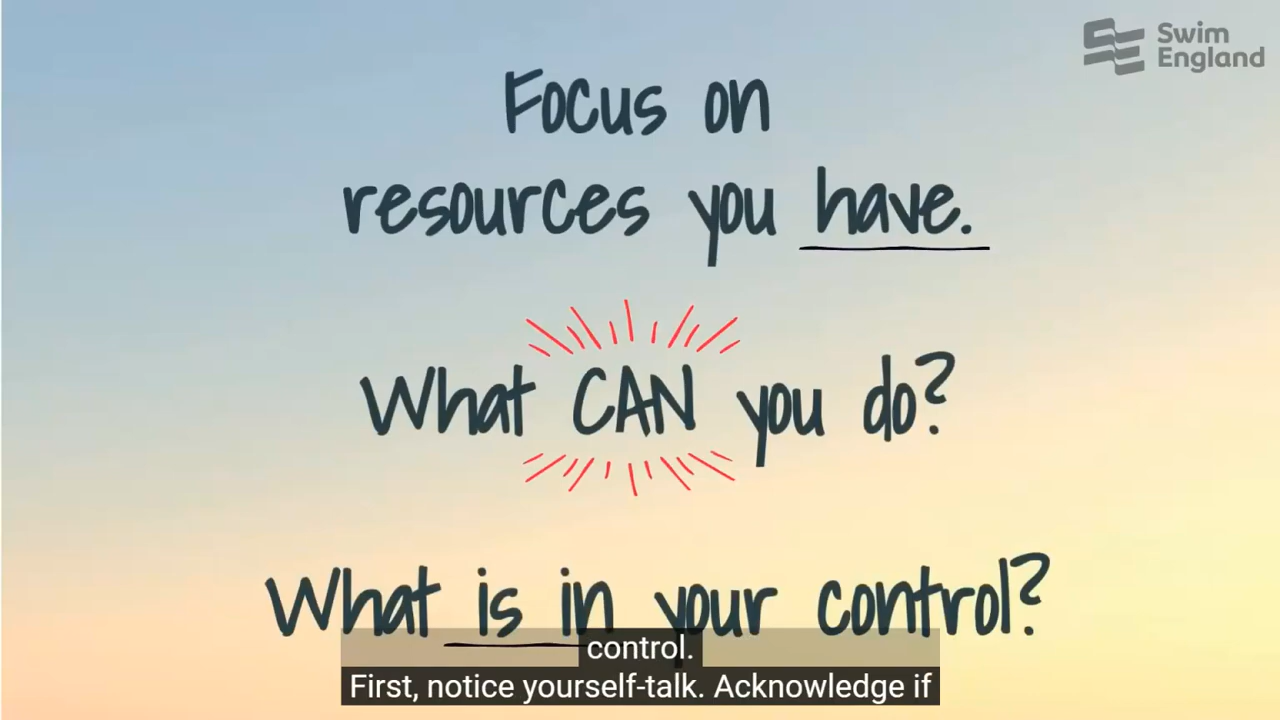 Swim
England
Focus on
resources you have.
What CAN you do?
What is in your control?
control.
First, notice yourself-talk. Acknowledge if